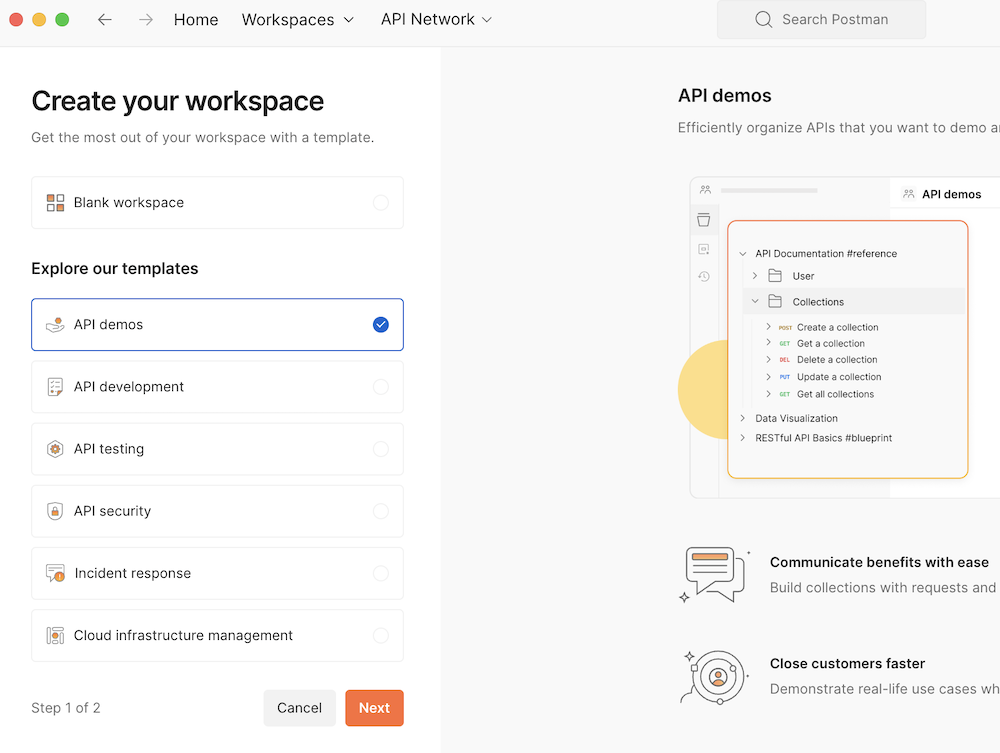 Home
Workspaces
API Network
Search Postman
Create your workspace
Get the most out of your workspace with a template.
Blank workspace
Explore our templates
API demos
API development
API testing
API security
Incident response
Cloud infrastructure management
Step 1 of 2
Cancel
Next
API demos
Efficiently organize APIs that you want to demo
API demos
API Documentation #reference
User
Collections
POST Create a collection
GET Get a collection
DEL Delete a collection
PUT Update a collection
GET Get all collections
Data Visualization
RESTful API Basics #blueprint
Communicate benefits with ease
Build collections with requests and
Close customers faster
Demonstrate real-life use cases